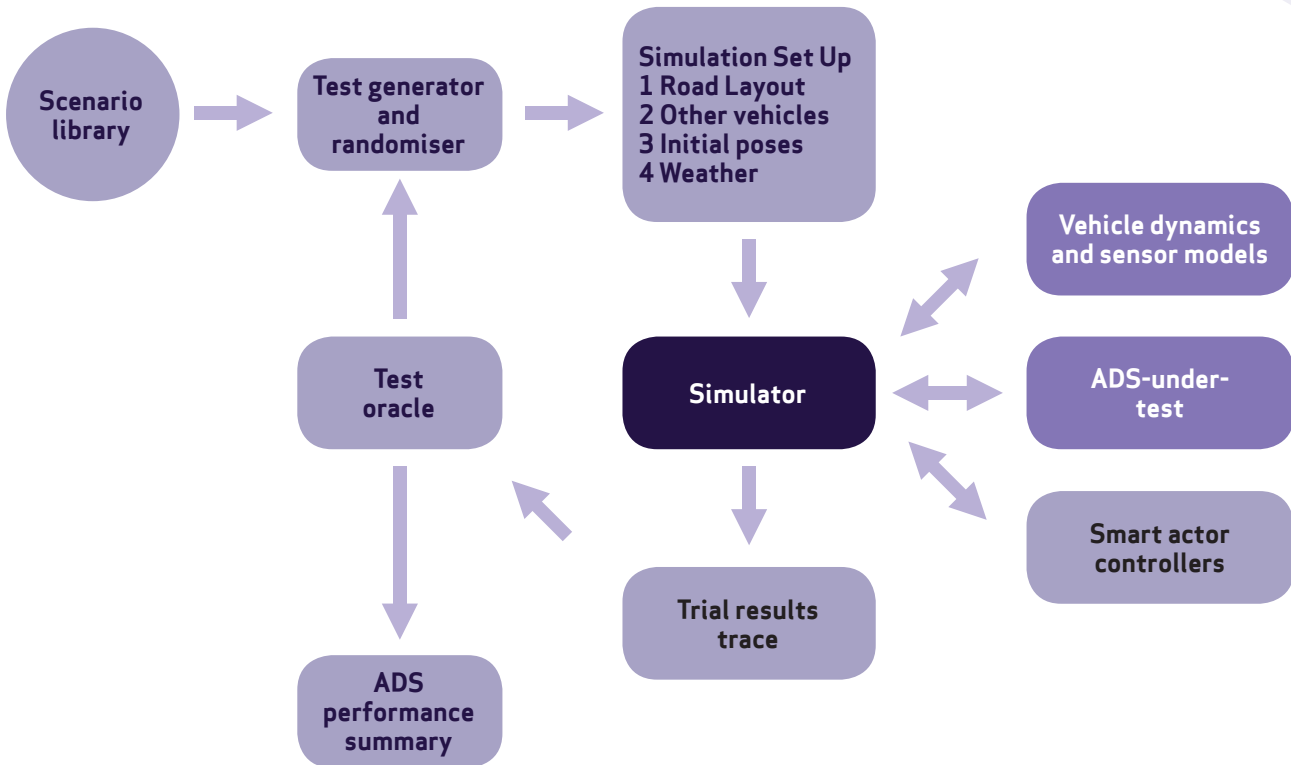 Scenario
library
Test generator
and
randomiser
Simulation Set Up
1 Road Layout
2 Other vehicles
3 Initial poses
4 Weather
Vehicle dynamics
and sensor models
Test
oracle
Simulator
ADS-under-
test
Smart actor
controllers
Trial results
trace
ADS
performance
summary